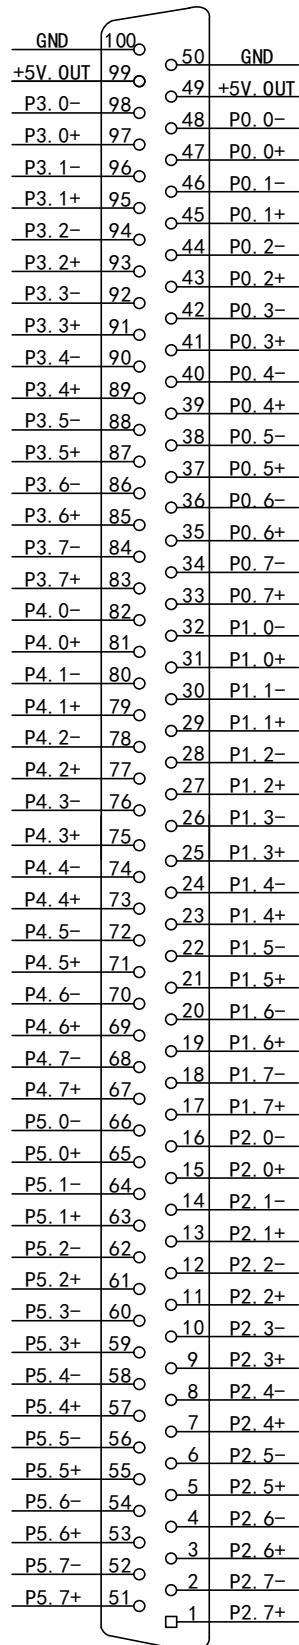 GND 100
50 GND
+5V.OUT 99
49 +5V.OUT
P3.0- 98
48 P0.0-
P3.0+ 97
47 P0.0+
P3.1- 96
46 P0.1-
P3.1+ 95
45 P0.1+
P3.2- 94
44 P0.2-
P3.2+ 93
43 P0.2+
P3.3- 92
42 P0.3-
P3.3+ 91
41 P0.3+
P3.4- 90
40 P0.4-
P3.4+ 89
39 P0.4+
P3.5- 88
38 P0.5-
P3.5+ 87
37 P0.5+
P3.6- 86
36 P0.6-
P3.6+ 85
35 P0.6+
P3.7- 84
34 P0.7-
P3.7+ 83
33 P0.7+
P4.0- 82
32 P1.0-
P4.0+ 81
31 P1.0+
P4.1- 80
30 P1.1-
P4.1+ 79
29 P1.1+
P4.2- 78
28 P1.2-
P4.2+ 77
27 P1.2+
P4.3- 76
26 P1.3-
P4.3+ 75
25 P1.3+
P4.4- 74
24 P1.4-
P4.4+ 73
23 P1.4+
P4.5- 72
22 P1.5-
P4.5+ 71
21 P1.5+
P4.6- 70
20 P1.6-
P4.6+ 69
19 P1.6+
P4.7- 68
18 P1.7-
P4.7+ 67
17 P1.7+
P5.0- 66
16 P2.0-
P5.0+ 65
15 P2.0+
P5.1- 64
14 P2.1-
P5.1+ 63
13 P2.1+
P5.2- 62
12 P2.2-
P5.2+ 61
11 P2.2+
P5.3- 60
10 P2.3-
P5.3+ 59
9 P2.3+
P5.4- 58
8 P2.4-
P5.4+ 57
7 P2.4+
P5.5- 56
6 P2.5-
P5.5+ 55
5 P2.5+
P5.6- 54
4 P2.6-
P5.6+ 53
3 P2.6+
P5.7- 52
2 P2.7-
P5.7+ 51
1 P2.7+